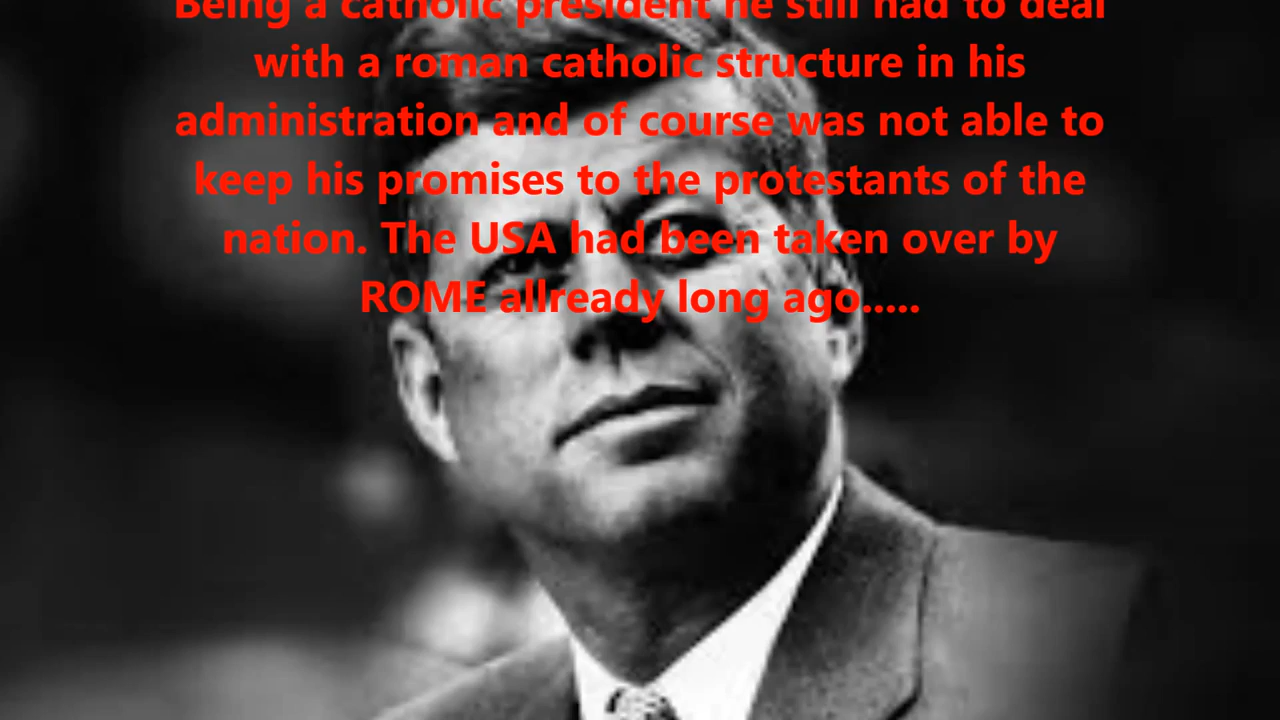 Being a catholic president he still had to deal
with a roman catholic structure in his
administration and of course was not able to
keep his promises to the protestants of the
nation. The USA had been taken over by
ROME allready long ago.....